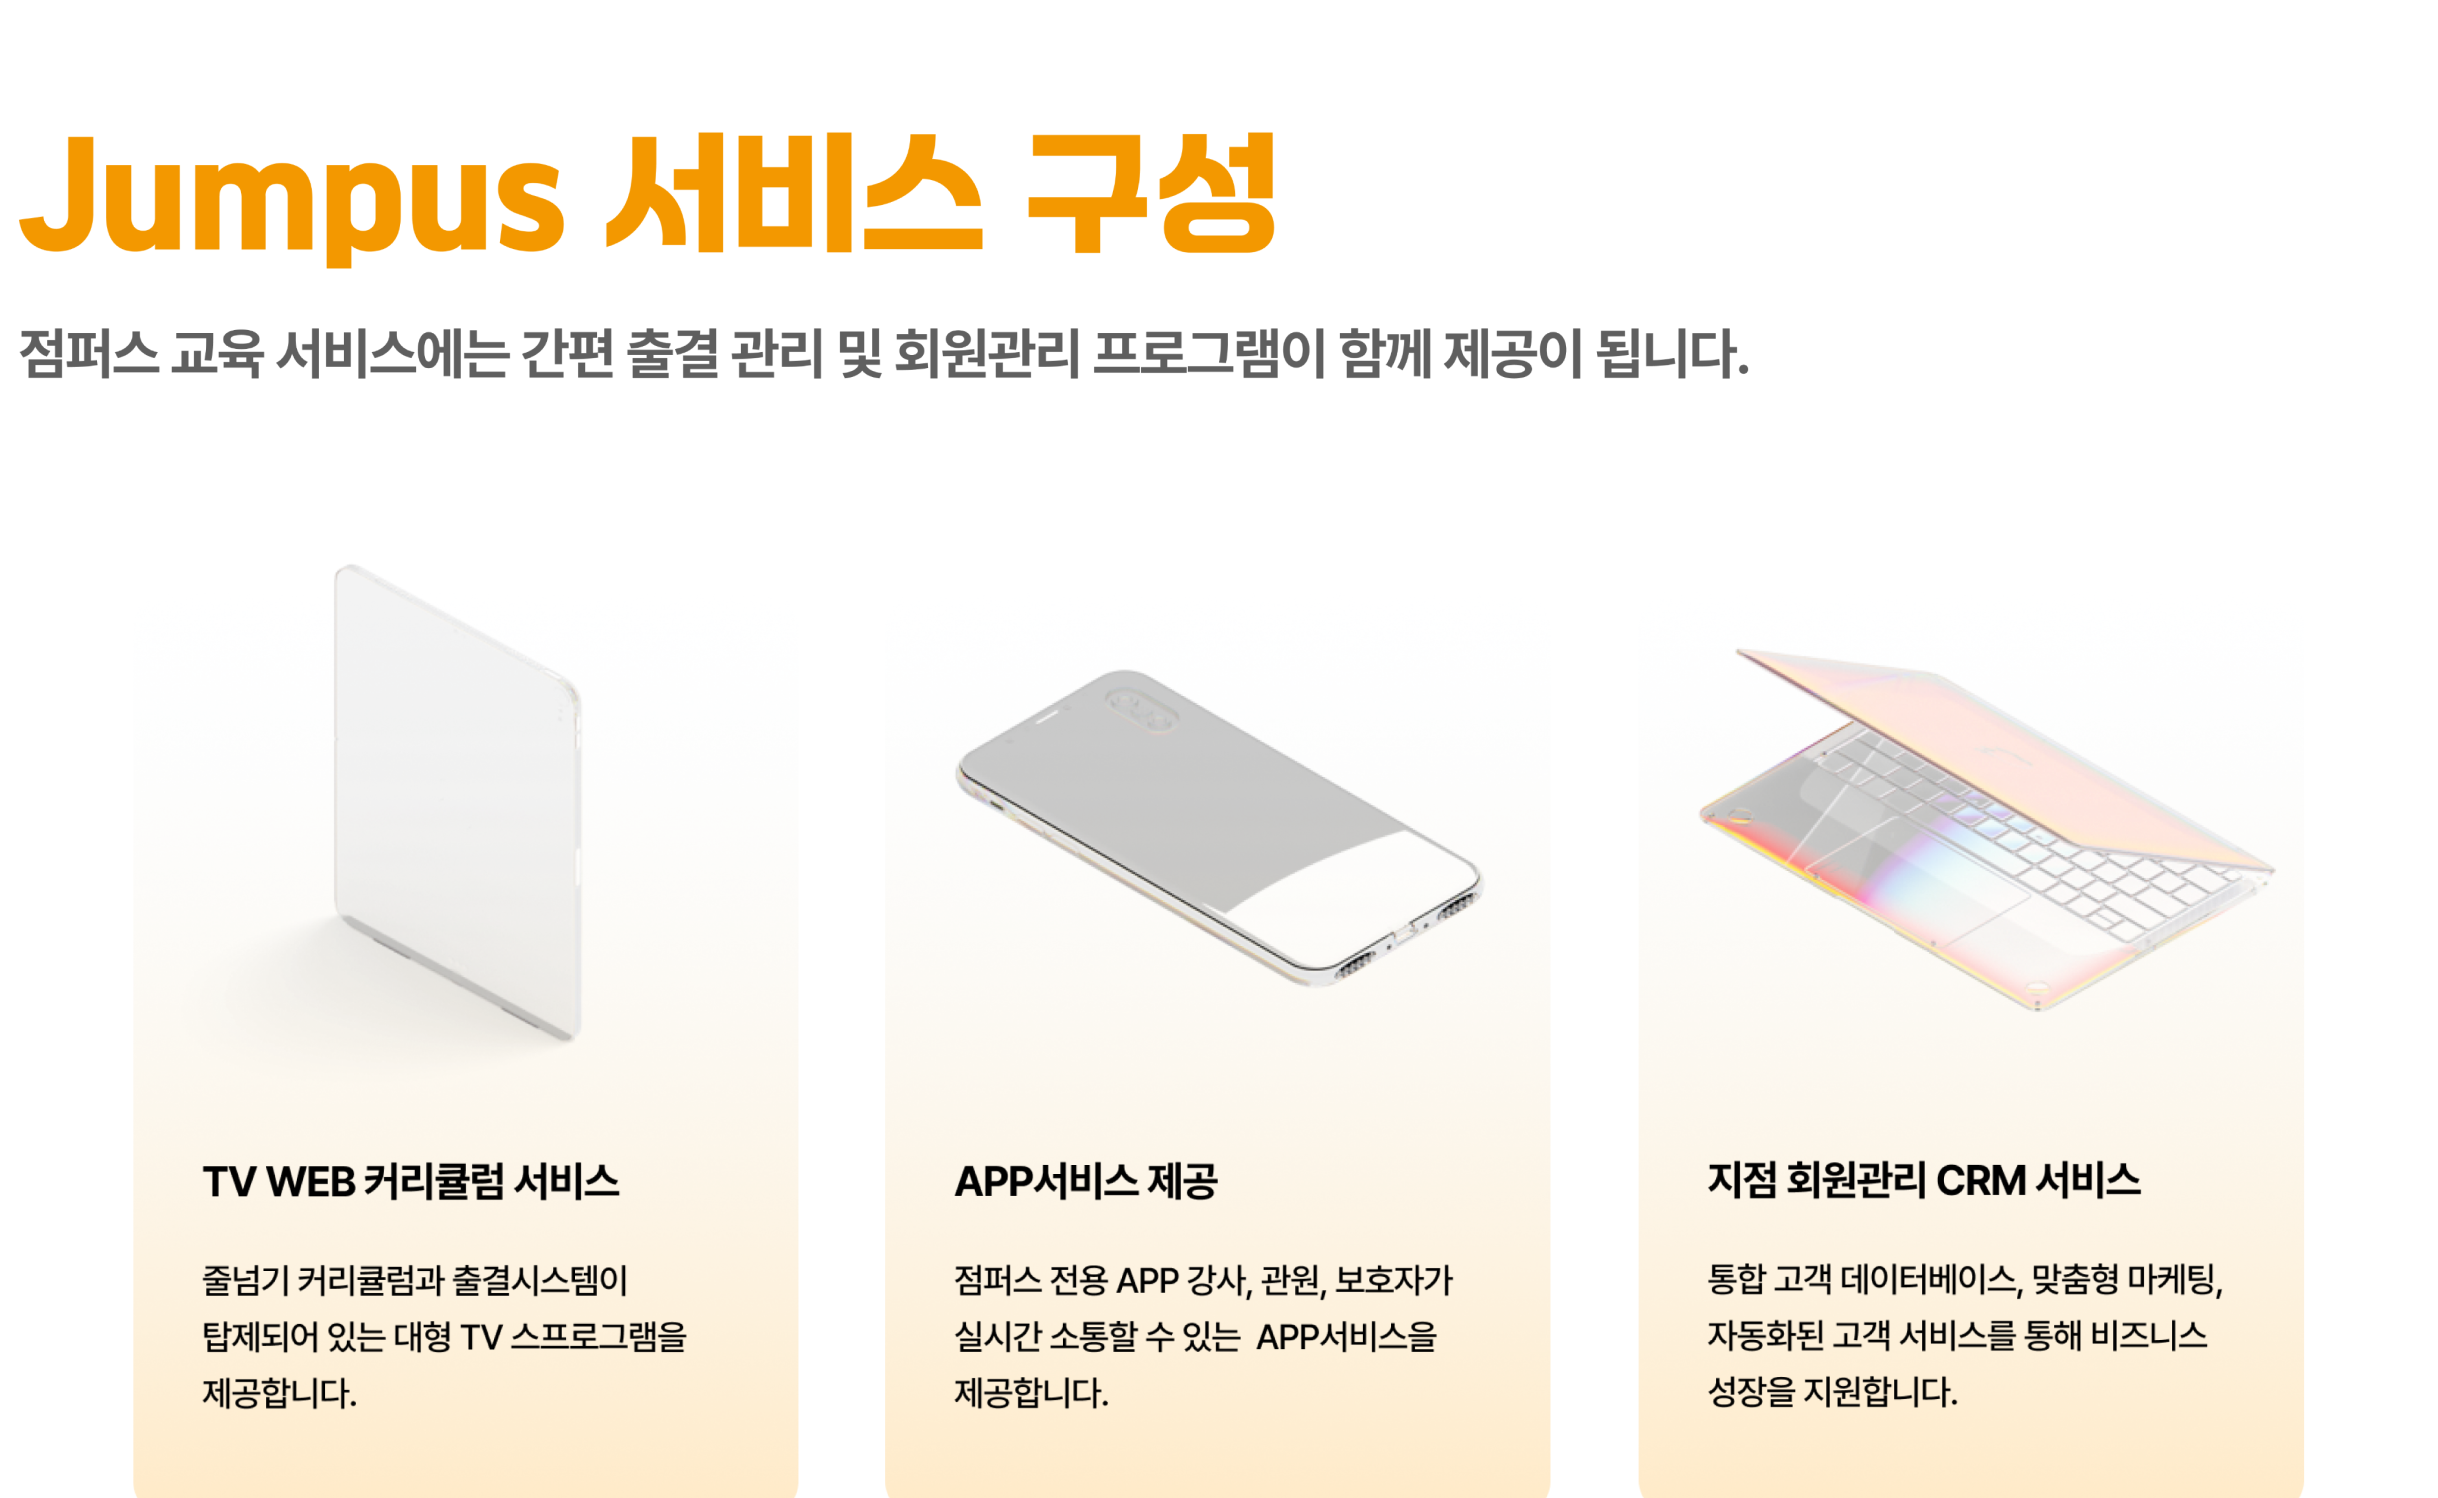 Jumpus 서비스 구성
점퍼스 교육 서비스에는 간편 출결 관리 및 회원관리 프로그램이 함께 제공이 됩니다.
TV WEB 커리큘럼 서비스
줄넘기 커리큘럼과 출결시스템이
탑제되어 있는 대형 TV 스프로그램을
제공합니다.
APP서비스 제공
점퍼스 전용 APP 강사, 관원, 보호자가
실시간 소통할 수 있는 APP서비스을
제공합니다.
지점 회원관리 CRM 서비스
통합 고객 데이터베이스, 맞춤형 마케팅,
자동화된 고객 서비스를 통해 비즈니스
성장을 지원합니다.